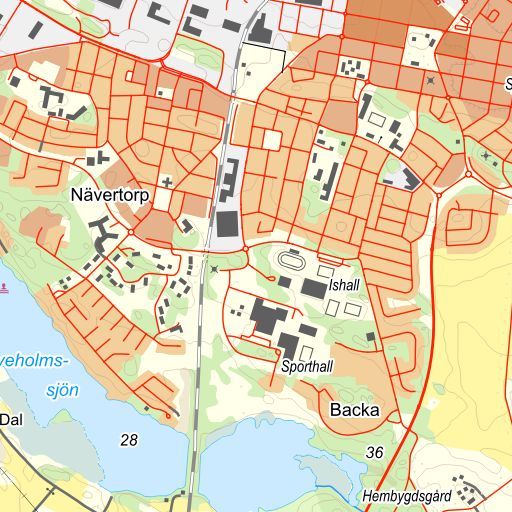 S
Nävertorp
Ishall
veholms-
sjön
Sporthall
Backa
Dal
28
36
Hembygdsgård